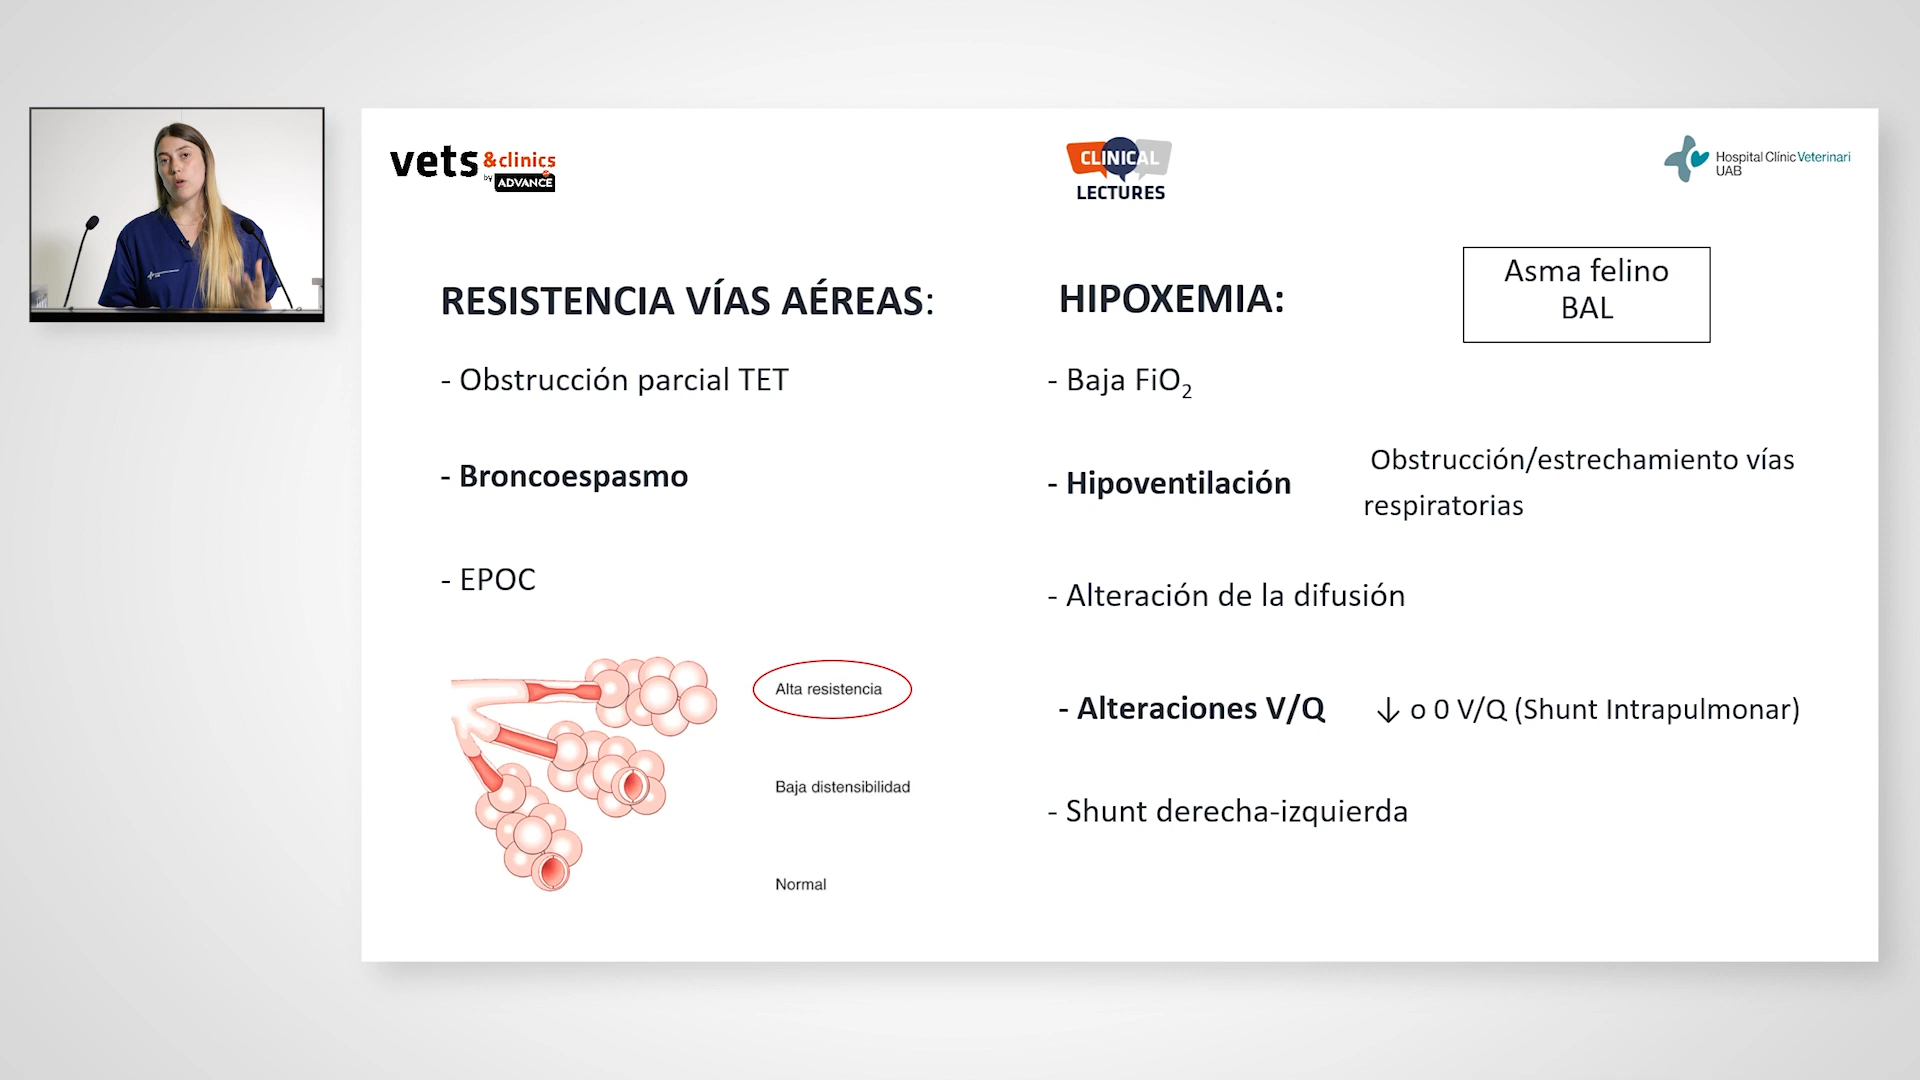 vets &clinics
by ADVANCE
CLINICAL
LECTURES
Hospital Clínic Veterinari
UAB
RESISTENCIA VÍAS AÉREAS:
- Obstrucción parcial TET
- Broncoespasmo
- EPOC
Alta resistencia
Baja distensibilidad
Normal
HIPOXEMIA:
Asma felino
BAL
- Baja FiO₂
- Hipoventilación
Obstrucción/estrechamiento vías
respiratorias
- Alteración de la difusión
- Alteraciones V/Q
↓ o 0 V/Q (Shunt Intrapulmonar)
- Shunt derecha-izquierda